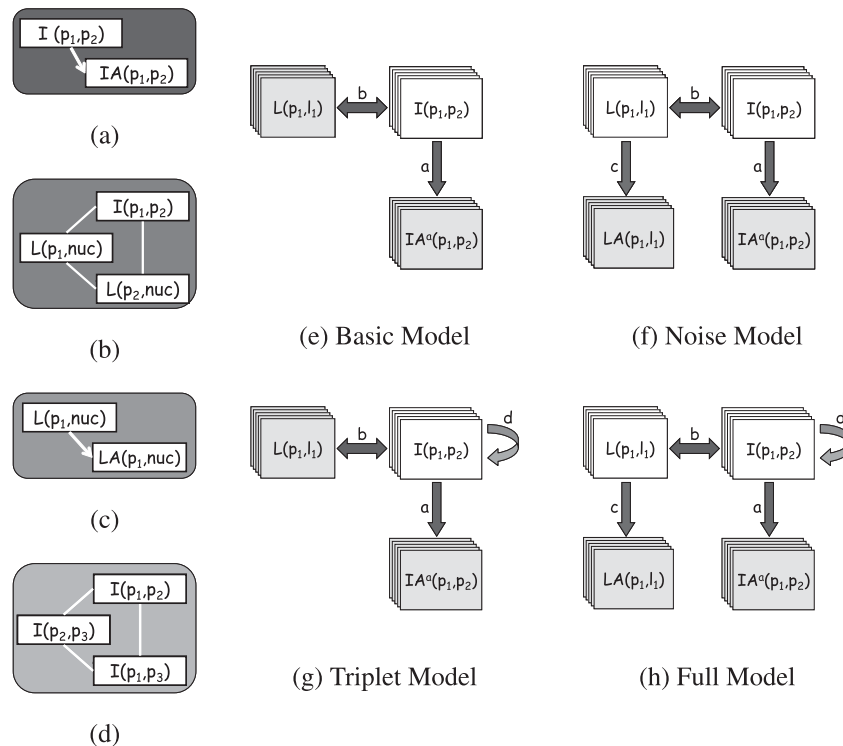 I (p₁,p₂)
IA(p₁,p₂)
(a)
I(p₁,p₂)
L(p₁,nuc)
L(p₂,nuc)
(b)
L(p₁,nuc)
LA(p₁,nuc)
(c)
I(p₁,p₂)
I(p₂,p₃)
I(p₁,p₃)
(d)
L(p₁,l₁)
b
I(p₁,p₂)
a
IAᵃ(p₁,p₂)
(e) Basic Model
L(p₁,l₁)
b
I(p₁,p₂)
c
a
LA(p₁,l₁)
IAᵃ(p₁,p₂)
(f) Noise Model
L(p₁,l₁)
b
I(p₁,p₂)
d
a
IAᵃ(p₁,p₂)
(g) Triplet Model
L(p₁,l₁)
b
I(p₁,p₂)
c
a
LA(p₁,l₁)
IAᵃ(p₁,p₂)
(h) Full Model